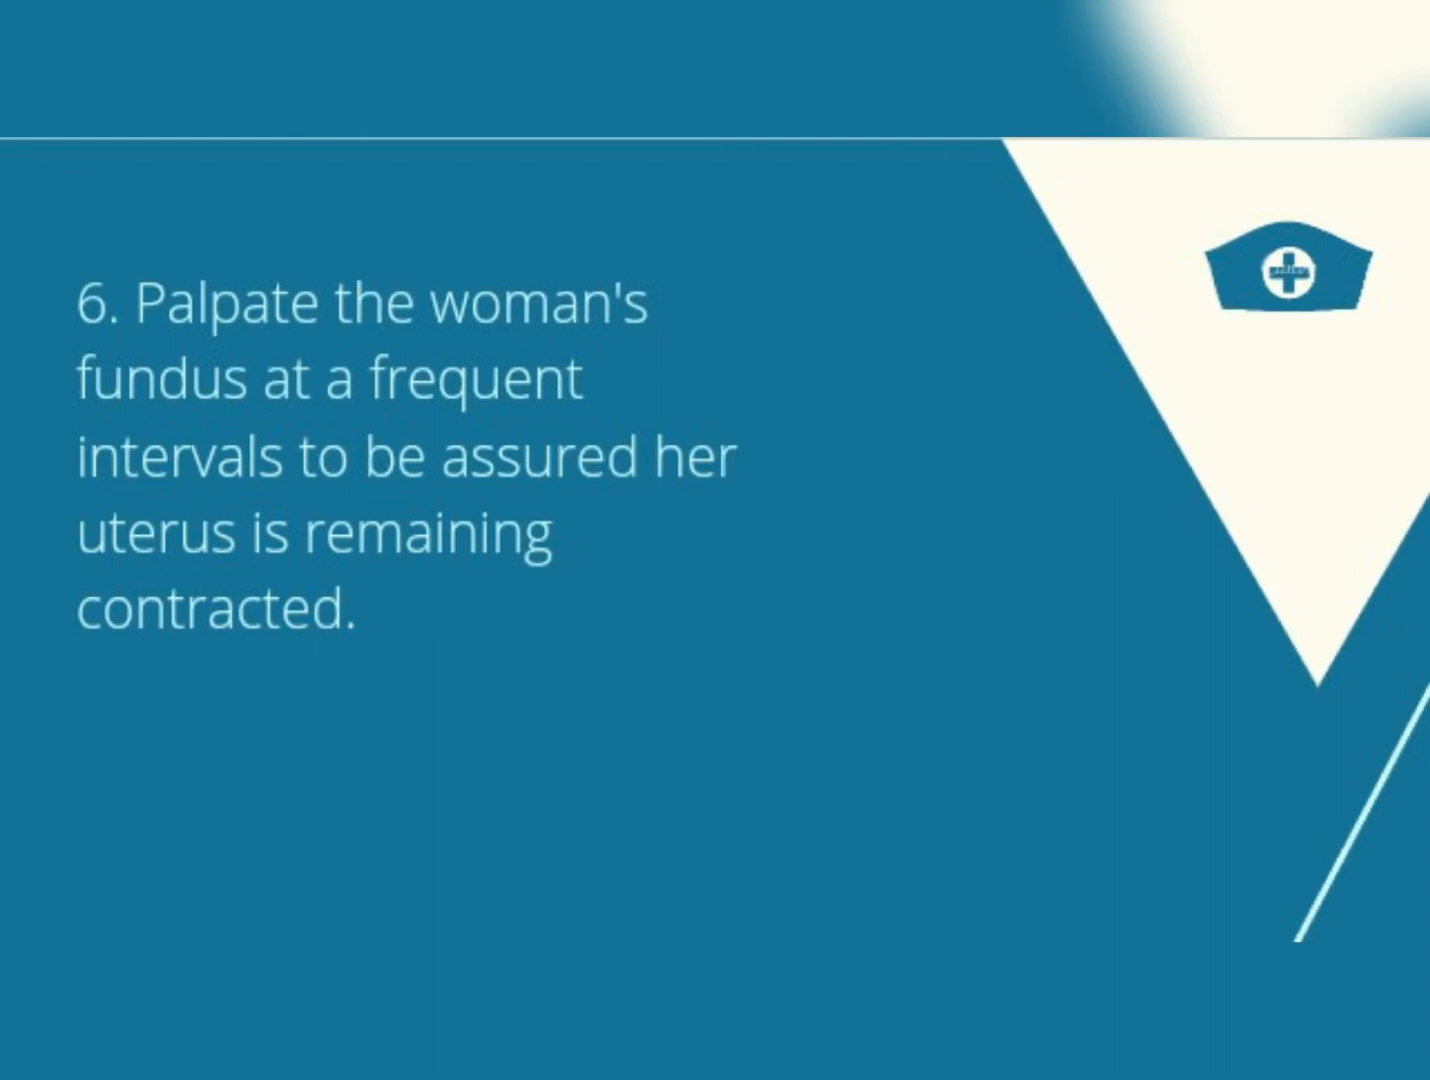 6. Palpate the woman's
fundus at a frequent
intervals to be assured her
uterus is remaining
contracted.